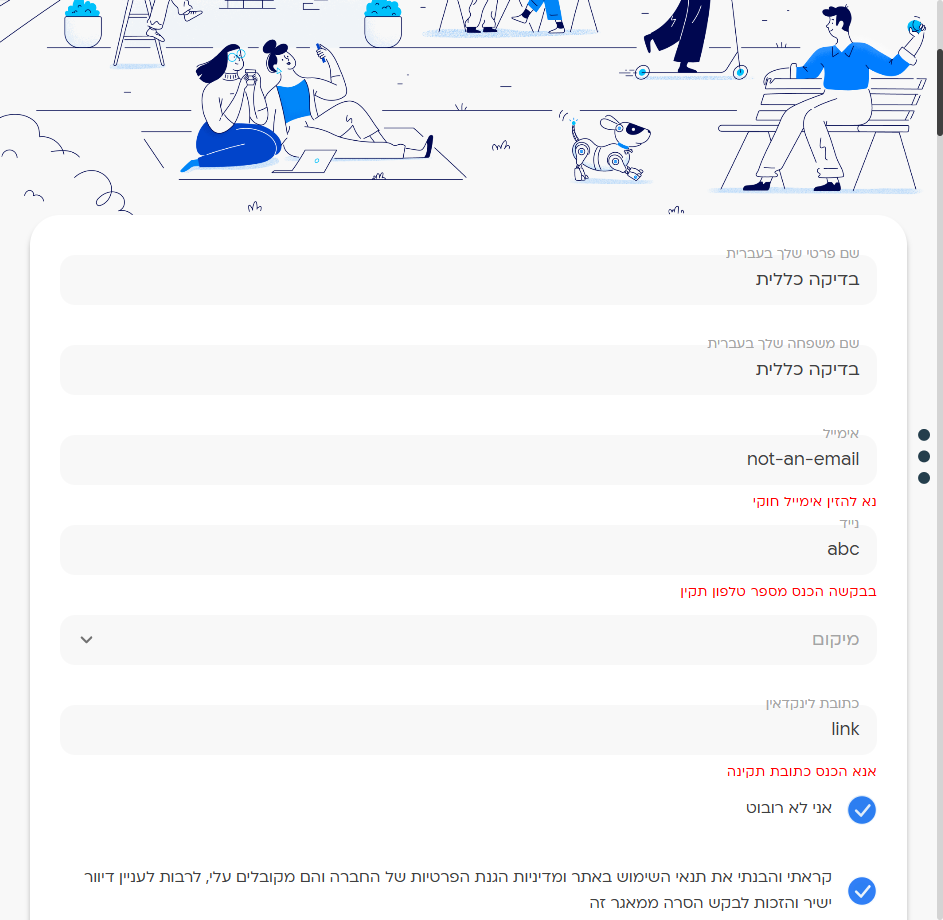 שם פרטי שלך בעברית
בדיקה כללית
שם משפחה שלך בעברית
בדיקה כללית
אימייל
not-an-email
נא להזין אימייל חוקי
נייד
abc
בבקשה הכנס מספר טלפון תקין
מיקום
כתובת לינקדאין
link
אנא הכנס כתובת תקינה
אני לא רובוט
קראתי והבנתי את תנאי השימוש באתר ומדיניות הגנת הפרטיות של החברה והם מקובלים עלי, לרבות לעניין דיוור
ישיר והזכות לבקש הסרה ממאגר זה